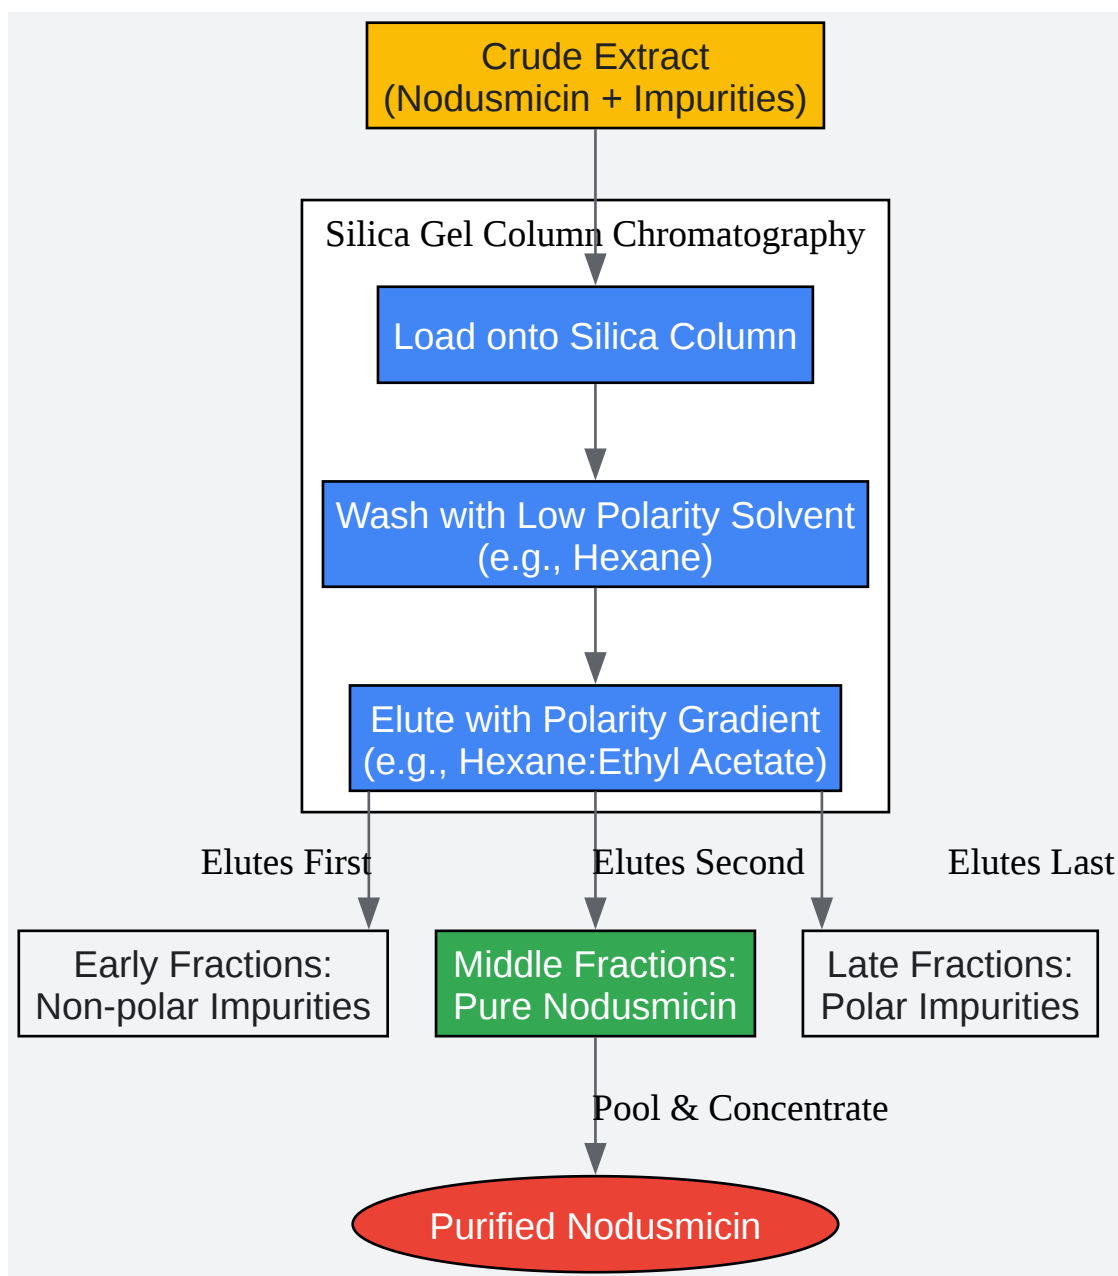 Crude Extract
(Nodusmicin + Impurities)
Silica Gel Column Chromatography
Load onto Silica Column
Wash with Low Polarity Solvent
(e.g., Hexane)
Elute with Polarity Gradient
(e.g., Hexane:Ethyl Acetate)
Elutes First
Elutes Second
Elutes Last
Early Fractions:
Non-polar Impurities
Middle Fractions:
Pure Nodusmicin
Late Fractions:
Polar Impurities
Pool & Concentrate
Purified Nodusmicin